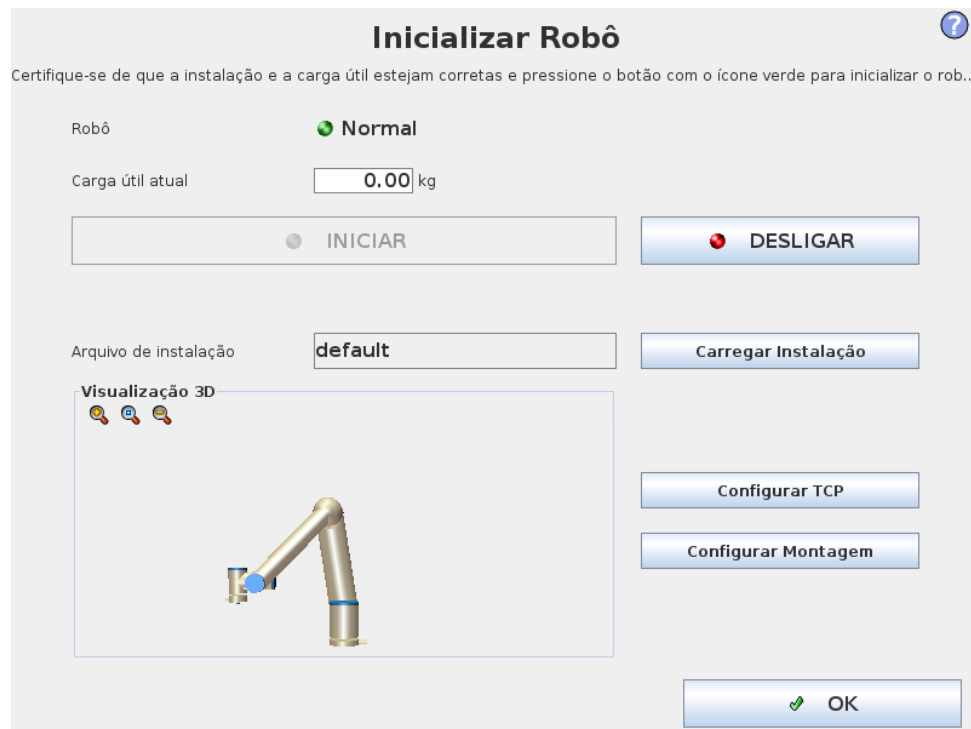 Inicializar Robô
?
Certifique-se de que a instalação e a carga útil estejam corretas e pressione o botão com o ícone verde para inicializar o rob..
Robô Normal
Carga útil atual 0.00 kg
INICIAR DESLIGAR
Arquivo de instalação default Carregar Instalação
Visualização 3D
Configurar TCP
Configurar Montagem
OK